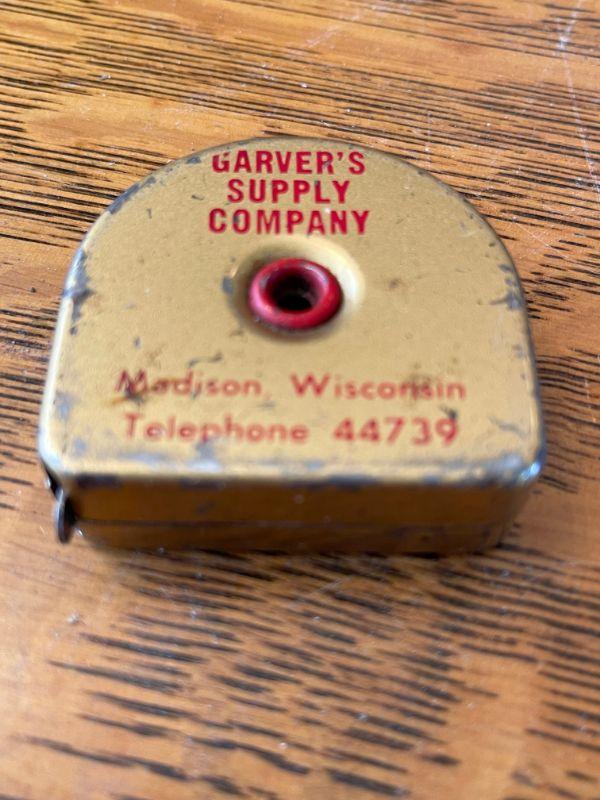 GARVER'S
SUPPLY
COMPANY
Madison, Wisconsin
Telephone 44739